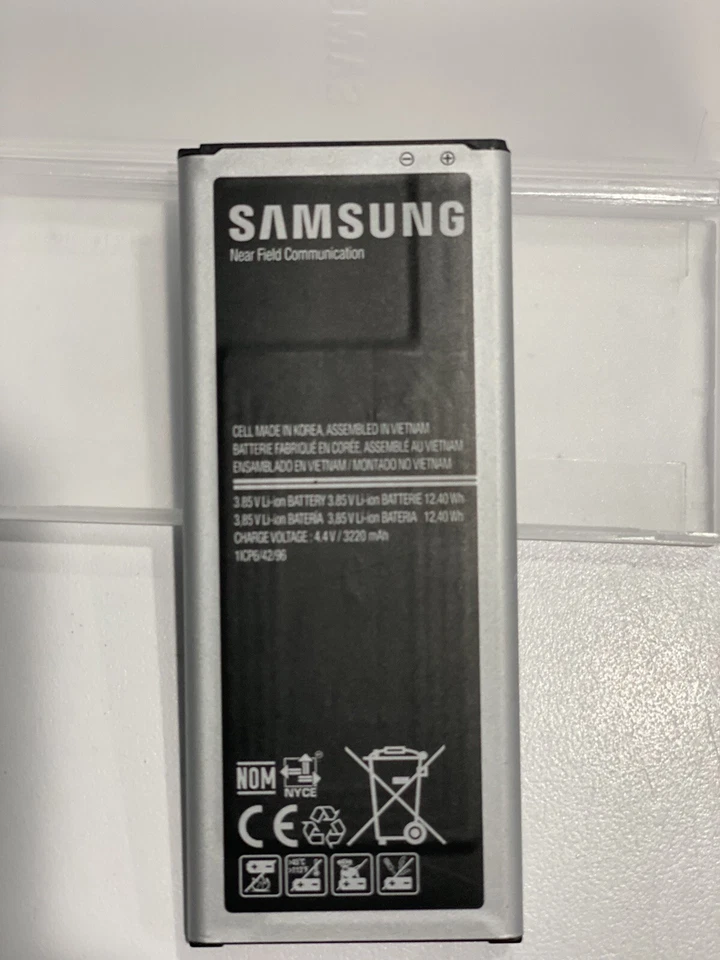 SAMSUNG
Near Field Communication
CELL MADE IN KOREA, ASSEMBLED IN VIETNAM
BATTERIE FABRIQUÉ EN CORÉE, ASSEMBLÉ AU VIETNAM
ENSAMBLADO EN VIETNAM / MONTADO NO VIETNAM
3.85 V Li-ion BATTERY 3.85 V Li-ion BATTERIE 12.40 Wh
3,85 V Li-ion BATERÍA 3,85 V Li-ion BATERIA 12,40 Wh
CHARGE VOLTAGE : 4.4 V / 3220 mAh
1ICP6/42/96
NOM
NYCE
CE